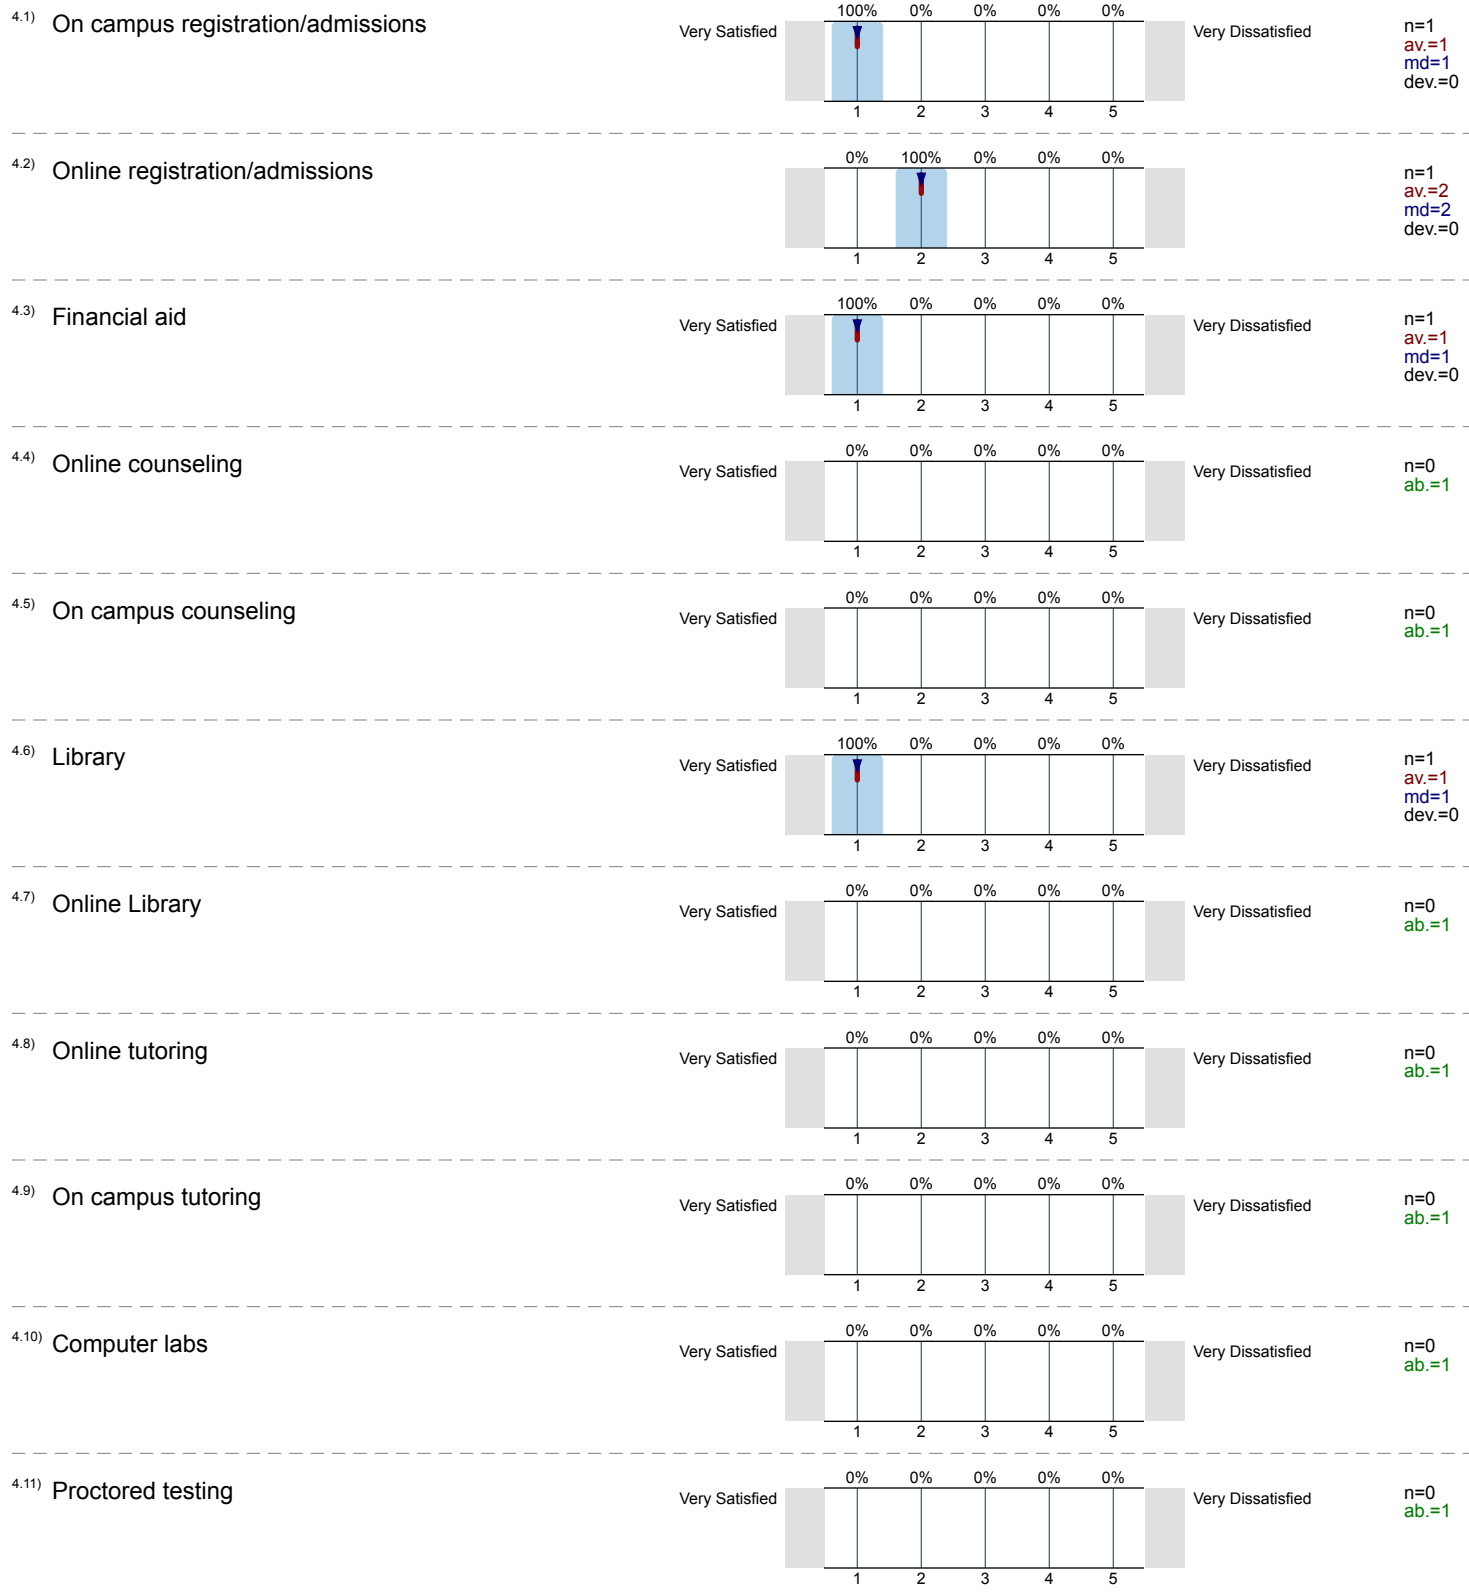 4.1) On campus registration/admissions
100% 0% 0% 0% 0%
Very Satisfied Very Dissatisfied
n=1
av.=1
md=1
dev.=0
1 2 3 4 5
4.2) Online registration/admissions
0% 100% 0% 0% 0%
n=1
av.=2
md=2
dev.=0
1 2 3 4 5
4.3) Financial aid
100% 0% 0% 0% 0%
Very Satisfied Very Dissatisfied
n=1
av.=1
md=1
dev.=0
1 2 3 4 5
4.4) Online counseling
0% 0% 0% 0% 0%
Very Satisfied Very Dissatisfied
n=0
ab.=1
1 2 3 4 5
4.5) On campus counseling
0% 0% 0% 0% 0%
Very Satisfied Very Dissatisfied
n=0
ab.=1
1 2 3 4 5
4.6) Library
100% 0% 0% 0% 0%
Very Satisfied Very Dissatisfied
n=1
av.=1
md=1
dev.=0
1 2 3 4 5
4.7) Online Library
0% 0% 0% 0% 0%
Very Satisfied Very Dissatisfied
n=0
ab.=1
1 2 3 4 5
4.8) Online tutoring
0% 0% 0% 0% 0%
Very Satisfied Very Dissatisfied
n=0
ab.=1
1 2 3 4 5
4.9) On campus tutoring
0% 0% 0% 0% 0%
Very Satisfied Very Dissatisfied
n=0
ab.=1
1 2 3 4 5
4.10) Computer labs
0% 0% 0% 0% 0%
Very Satisfied Very Dissatisfied
n=0
ab.=1
1 2 3 4 5
4.11) Proctored testing
0% 0% 0% 0% 0%
Very Satisfied Very Dissatisfied
n=0
ab.=1
1 2 3 4 5